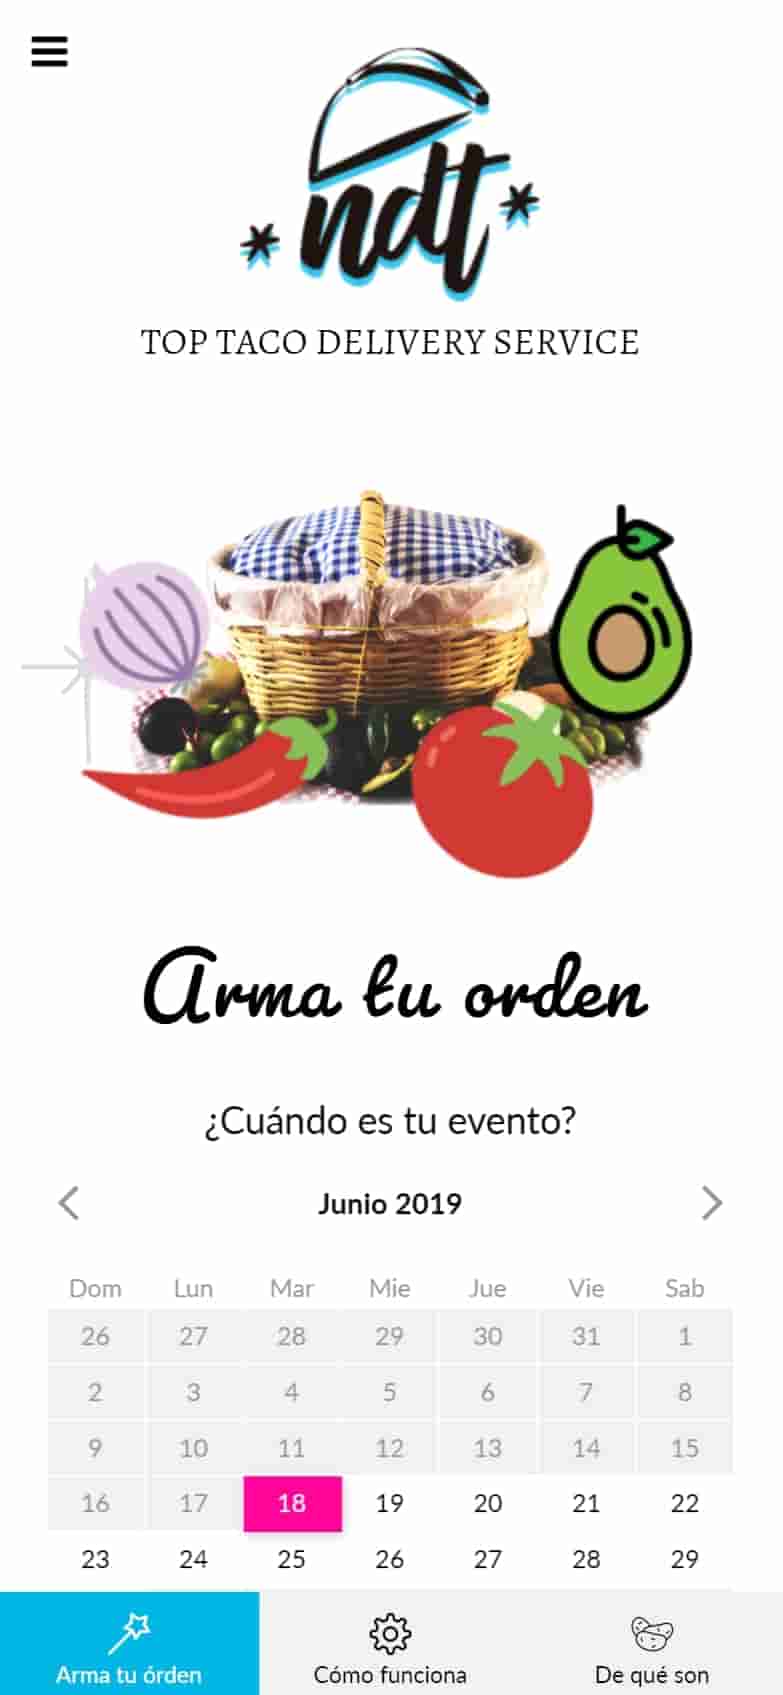 ndt
TOP TACO DELIVERY SERVICE
Arma tu orden
¿Cuándo es tu evento?
Junio 2019
Dom Lun Mar Mie Jue Vie Sab
26 27 28 29 30 31 1
2 3 4 5 6 7 8
9 10 11 12 13 14 15
16 17 18 19 20 21 22
23 24 25 26 27 28 29
Arma tu órden Cómo funciona De qué son